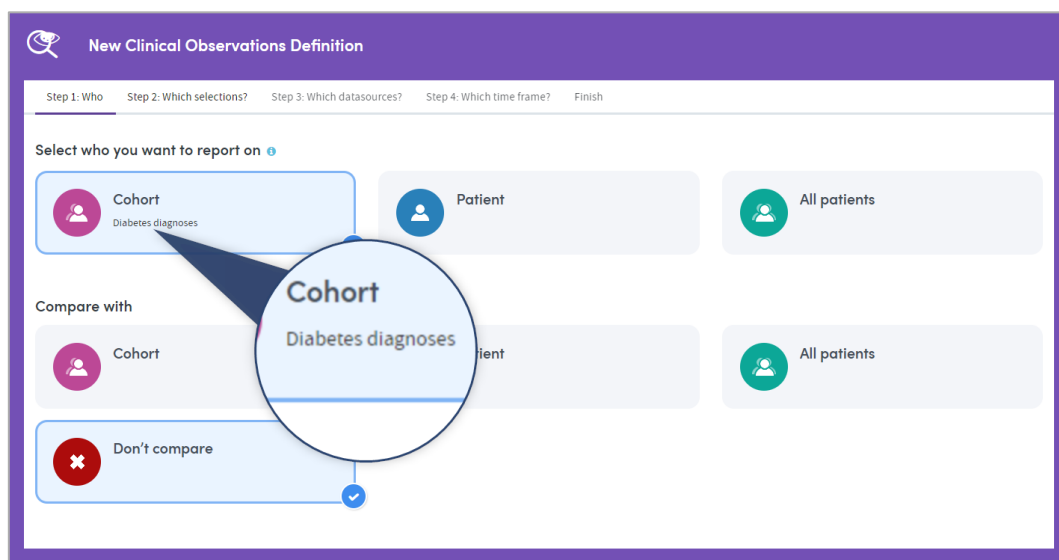 New Clinical Observations Definition
Step 1: Who Step 2: Which selections? Step 3: Which datasources? Step 4: Which time frame? Finish
Select who you want to report on
Cohort
Diabetes diagnoses
Patient
All patients
Cohort
Diabetes diagnoses
Compare with
Cohort
All patients
Don't compare